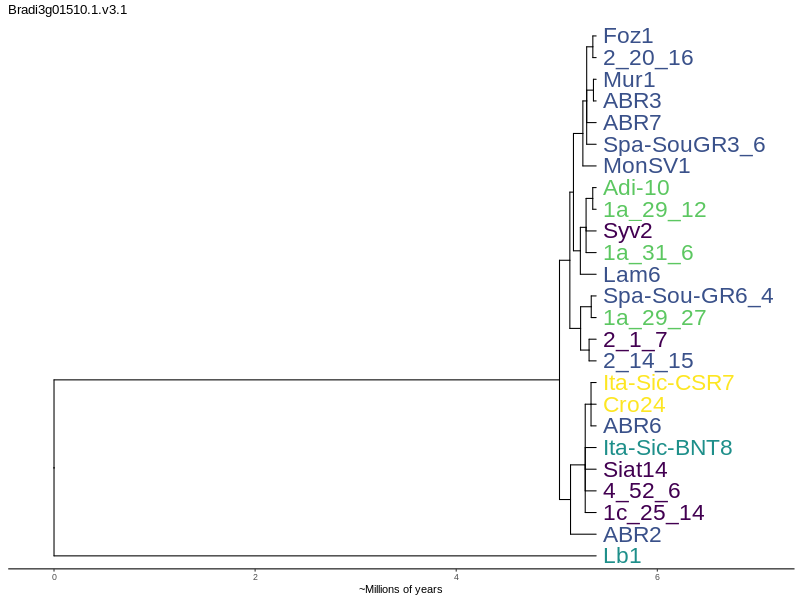 Bradi3g01510.1.v3.1
Foz1
2_20_16
Mur1
ABR3
ABR7
Spa-SouGR3_6
MonSV1
Adi-10
1a_29_12
Syv2
1a_31_6
Lam6
Spa-Sou-GR6_4
1a_29_27
2_1_7
2_14_15
Ita-Sic-CSR7
Cro24
ABR6
Ita-Sic-BNT8
Siat14
4_52_6
1c_25_14
ABR2
Lb1
0 2 4 6
~Millions of years